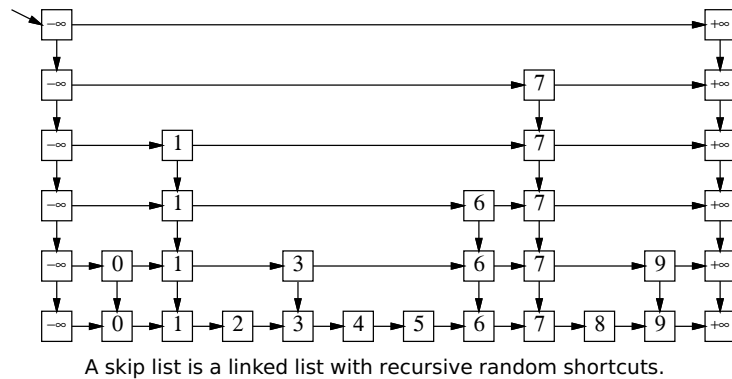 −∞ +∞
−∞ 7 +∞
−∞ 1 7 +∞
−∞ 1 6 7 +∞
−∞ 0 1 3 6 7 9 +∞
−∞ 0 1 2 3 4 5 6 7 8 9 +∞
A skip list is a linked list with recursive random shortcuts.